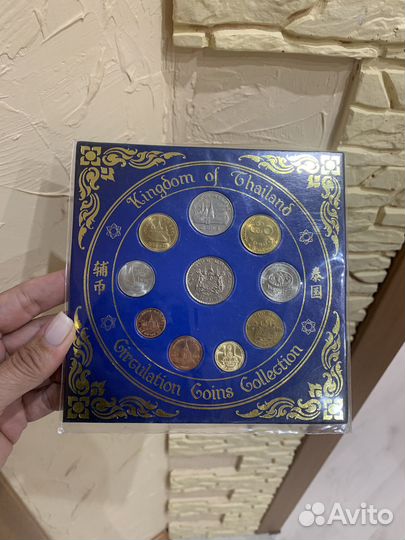 Kingdom of Thailand
辅币
泰国
Circulation Coins Collection
Avito